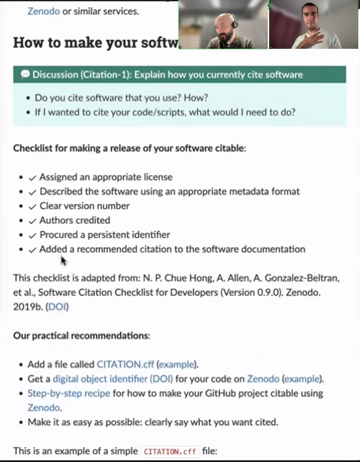 Zenodo or similar services.
How to make your softw
Discussion (Citation-1): Explain how you currently cite software
• Do you cite software that you use? How?
• If I wanted to cite your code/scripts, what would I need to do?
Checklist for making a release of your software citable:
• ✓ Assigned an appropriate license
• ✓ Described the software using an appropriate metadata format
• ✓ Clear version number
• ✓ Authors credited
• ✓ Procured a persistent identifier
• ✓ Added a recommended citation to the software documentation
This checklist is adapted from: N. P. Chue Hong, A. Allen, A. Gonzalez-Beltran,
et al., Software Citation Checklist for Developers (Version 0.9.0). Zenodo.
2019b. (DOI)
Our practical recommendations:
• Add a file called CITATION.cff (example).
• Get a digital object identifier (DOI) for your code on Zenodo (example).
• Step-by-step recipe for how to make your GitHub project citable using
Zenodo.
• Make it as easy as possible: clearly say what you want cited.
This is an example of a simple CITATION.cff file: